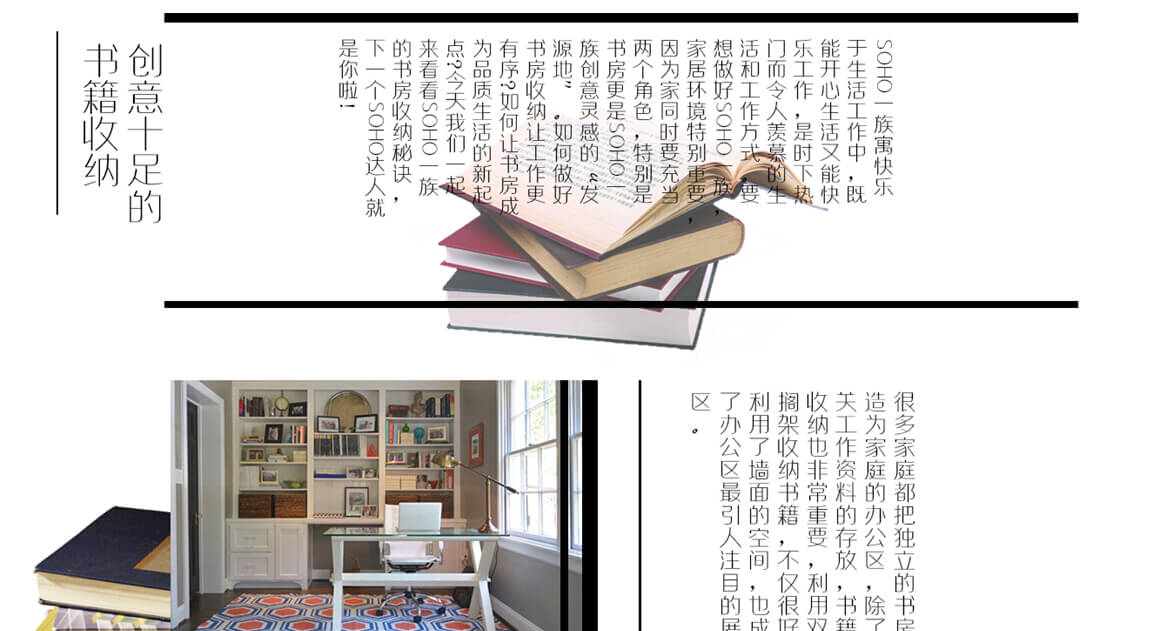 创意十足的
书籍收纳
SOHO一族寓快乐
于生活工作中,既
能开心生活又能快
乐工作,是时下热
门而令人羡慕的生
活和工作方式,要
想做好SOHO一族,
家居环境特别重要,
因为家同时要充当
两个角色,特别是
书房更是SOHO一
族创意灵感的“发
源地”。如何做好
书房收纳让工作更
有序?如何让书房成
为品质生活的新起
点?今天我们一起
来看看SOHO一族
的书房收纳秘诀,
下一个SOHO达人就
是你啦!
很多家庭都把独立的书房
造为家庭的办公区,除了
关工作资料的存放,书籍
收纳也非常重要,利用双
搁架收纳书籍,不仅很好
利用了墙面的空间,也成
了办公区最引人注目的展
区。